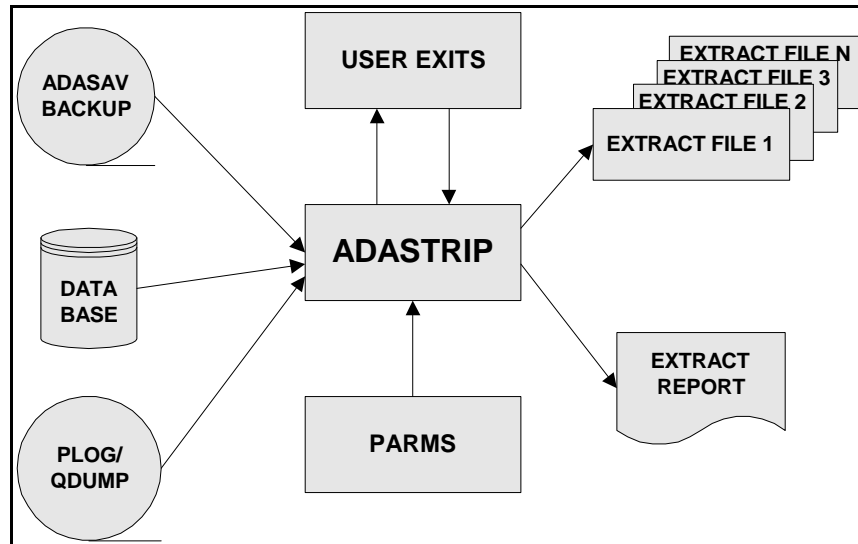 ADASAV
BACKUP
USER EXITS
EXTRACT FILE N
EXTRACT FILE 3
EXTRACT FILE 2
EXTRACT FILE 1
ADASTRIP
DATA
BASE
EXTRACT
REPORT
PLOG/
QDUMP
PARMS